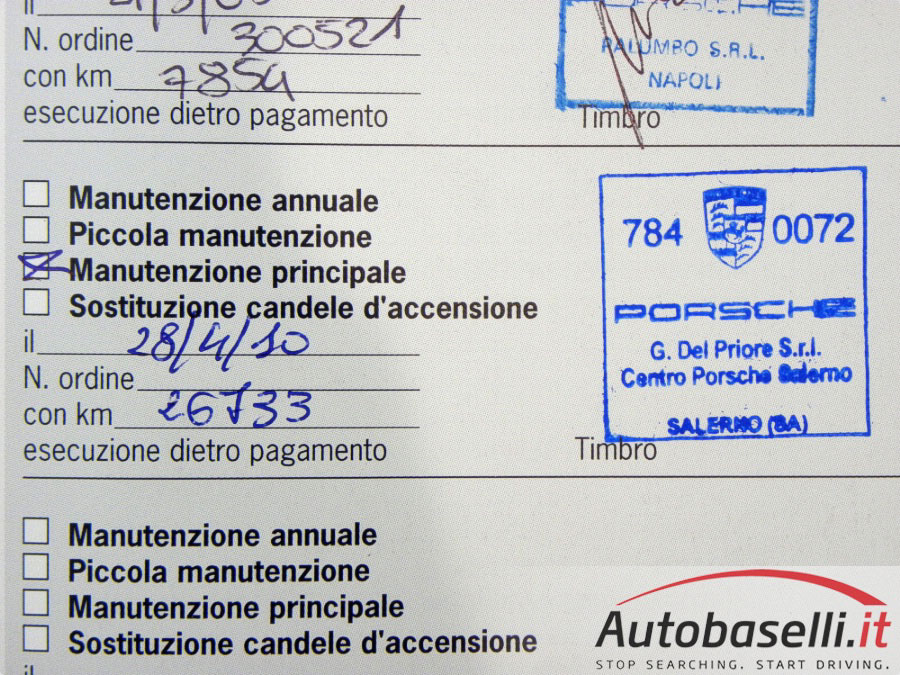 il
N. ordine 300521
con km 7854
esecuzione dietro pagamento
PALUMBO S.R.L.
NAPOLI
Timbro
Manutenzione annuale
Piccola manutenzione
Manutenzione principale
Sostituzione candele d'accensione
il 28/4/10
N. ordine
con km 26733
esecuzione dietro pagamento
784 0072
PORSCHE
G. Del Priore S.r.l.
Centro Porsche Salerno
SALERNO (SA)
Timbro
Manutenzione annuale
Piccola manutenzione
Manutenzione principale
Sostituzione candele d'accensione
il
Autobaselli.it
STOP SEARCHING. START DRIVING.